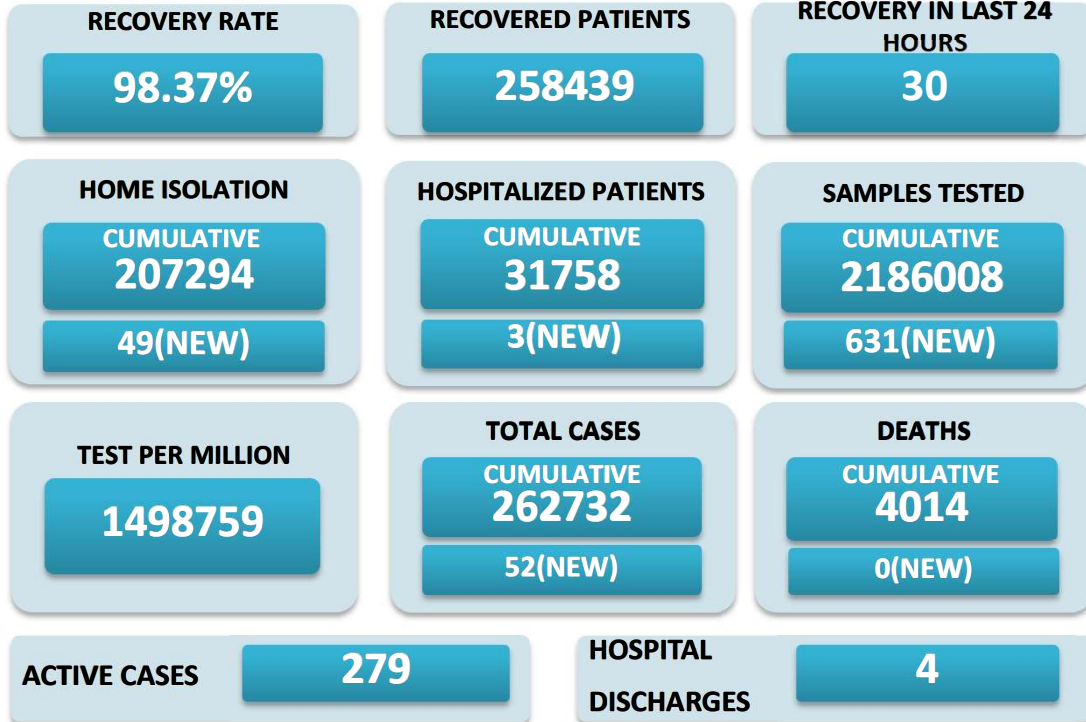 RECOVERY RATE
98.37%
RECOVERED PATIENTS
258439
RECOVERY IN LAST 24
HOURS
30
HOME ISOLATION
CUMULATIVE
207294
49(NEW)
HOSPITALIZED PATIENTS
CUMULATIVE
31758
3(NEW)
SAMPLES TESTED
CUMULATIVE
2186008
631(NEW)
TEST PER MILLION
1498759
TOTAL CASES
CUMULATIVE
262732
52(NEW)
DEATHS
CUMULATIVE
4014
0(NEW)
ACTIVE CASES
279
HOSPITAL
DISCHARGES
4